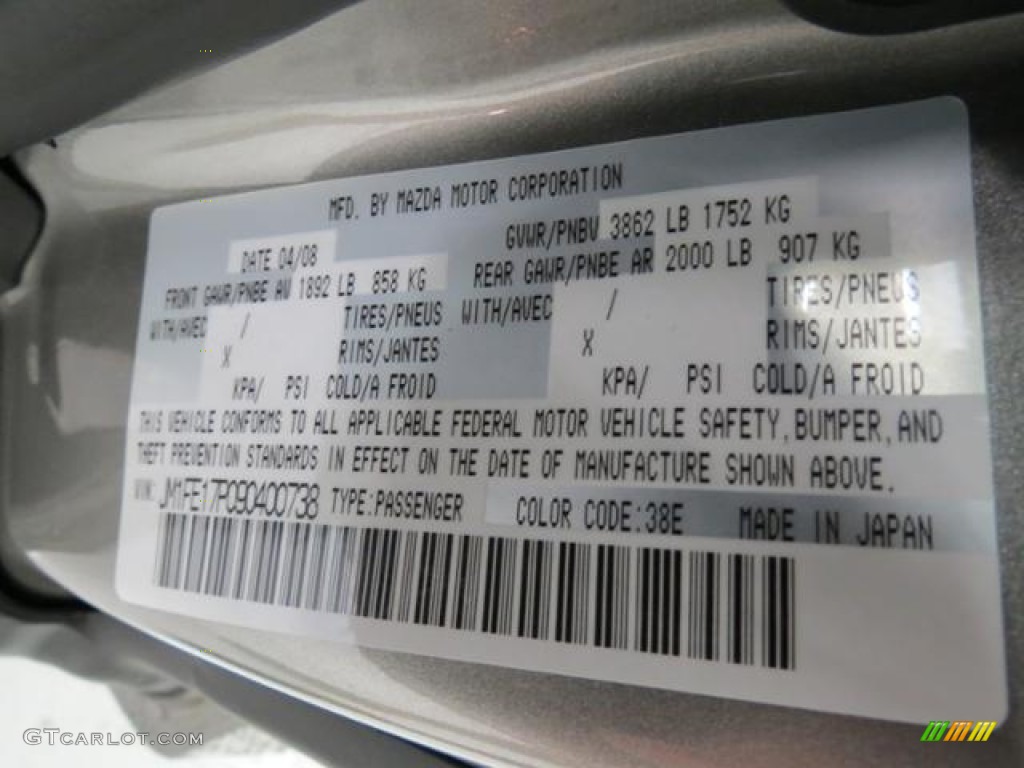 MFD. BY MAZDA MOTOR CORPORATION
DATE 04/08 GVWR/PNBV 3862 LB 1752 KG
FRONT GAWR/PNBE AV 1892 LB 858 KG REAR GAWR/PNBE AR 2000 LB 907 KG
WITH/AVEC / TIRES/PNEUS WITH/AVEC / TIRES/PNEUS
X RIMS/JANTES X RIMS/JANTES
KPA/ PSI COLD/A FROID KPA/ PSI COLD/A FROID
THIS VEHICLE CONFORMS TO ALL APPLICABLE FEDERAL MOTOR VEHICLE SAFETY, BUMPER, AND
THEFT PREVENTION STANDARDS IN EFFECT ON THE DATE OF MANUFACTURE SHOWN ABOVE.
VIN: JM1FE17P090400738 TYPE:PASSENGER COLOR CODE:38E MADE IN JAPAN
GTCARLOT.COM